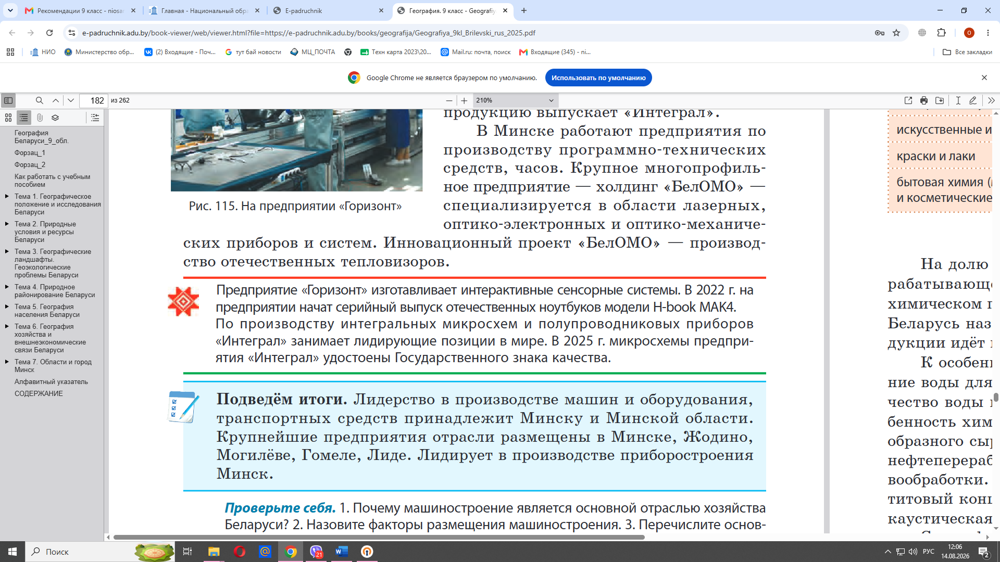 Рекомендации 9 класс - niosa
Главная - Национальный обра
E-padruchnik
География. 9 класс - Geografiy
e-padruchnik.adu.by/book-viewer/web/viewer.html?file=https://e-padruchnik.adu.by/books/geografija/Geografiya_9kl_Brilevski_rus_2025.pdf
О
НИО
Министерство обр...
(2) Входящие - Поч...
тут бай новости
МЦ_ПОЧТА
Техн карта 2023\20...
Mail.ru: почта, поиск
Входящие (345) - ni...
Все закладки
Google Chrome не является браузером по умолчанию.
Использовать по умолчанию
182 из 262
210%
География
Беларуси_9_обл.
Форзац_1
Форзац_2
Как работать с учебным
пособием
Тема 1. Географическое
положение и исследования
Беларуси
Тема 2. Природные
условия и ресурсы
Беларуси
Тема 3. Географические
ландшафты.
Геоэкологические
проблемы Беларуси
Тема 4. Природное
районирование Беларуси
Тема 5. География
населения Беларуси
Тема 6. География
хозяйства и
внешнеэкономические
связи Беларуси
Тема 7. Области и город
Минск
Алфавитный указатель
СОДЕРЖАНИЕ
продукцию выпускает «Интеграл».
В Минске работают предприятия по
производству программно-технических
средств, часов. Крупное многопрофиль-
ное предприятие — холдинг «БелОМО» —
специализируется в области лазерных,
оптико-электронных и оптико-механиче-
ских приборов и систем. Инновационный проект «БелОМО» — производ-
ство отечественных тепловизоров.
Рис. 115. На предприятии «Горизонт»
Предприятие «Горизонт» изготавливает интерактивные сенсорные системы. В 2022 г. на
предприятии начат серийный выпуск отечественных ноутбуков модели H-book MAK4.
По производству интегральных микросхем и полупроводниковых приборов
«Интеграл» занимает лидирующие позиции в мире. В 2025 г. микросхемы предпри-
ятия «Интеграл» удостоены Государственного знака качества.
Подведём итоги. Лидерство в производстве машин и оборудования,
транспортных средств принадлежит Минску и Минской области.
Крупнейшие предприятия отрасли размещены в Минске, Жодино,
Могилёве, Гомеле, Лиде. Лидирует в производстве приборостроения
Минск.
Проверьте себя. 1. Почему машиностроение является основной отраслью хозяйства
Беларуси? 2. Назовите факторы размещения машиностроения. 3. Перечислите основ-
искусственные и
краски и лаки
бытовая химия (
и косметические
На долю
рабатывающе
химическом п
Беларусь наз
дукции идёт
К особен
ние воды для
чество воды
бенность хим
образного сыр
нефтеперераб
вообработки.
титовый конц
каустическая
Поиск
21
РУС
12:06
14.08.2026
2